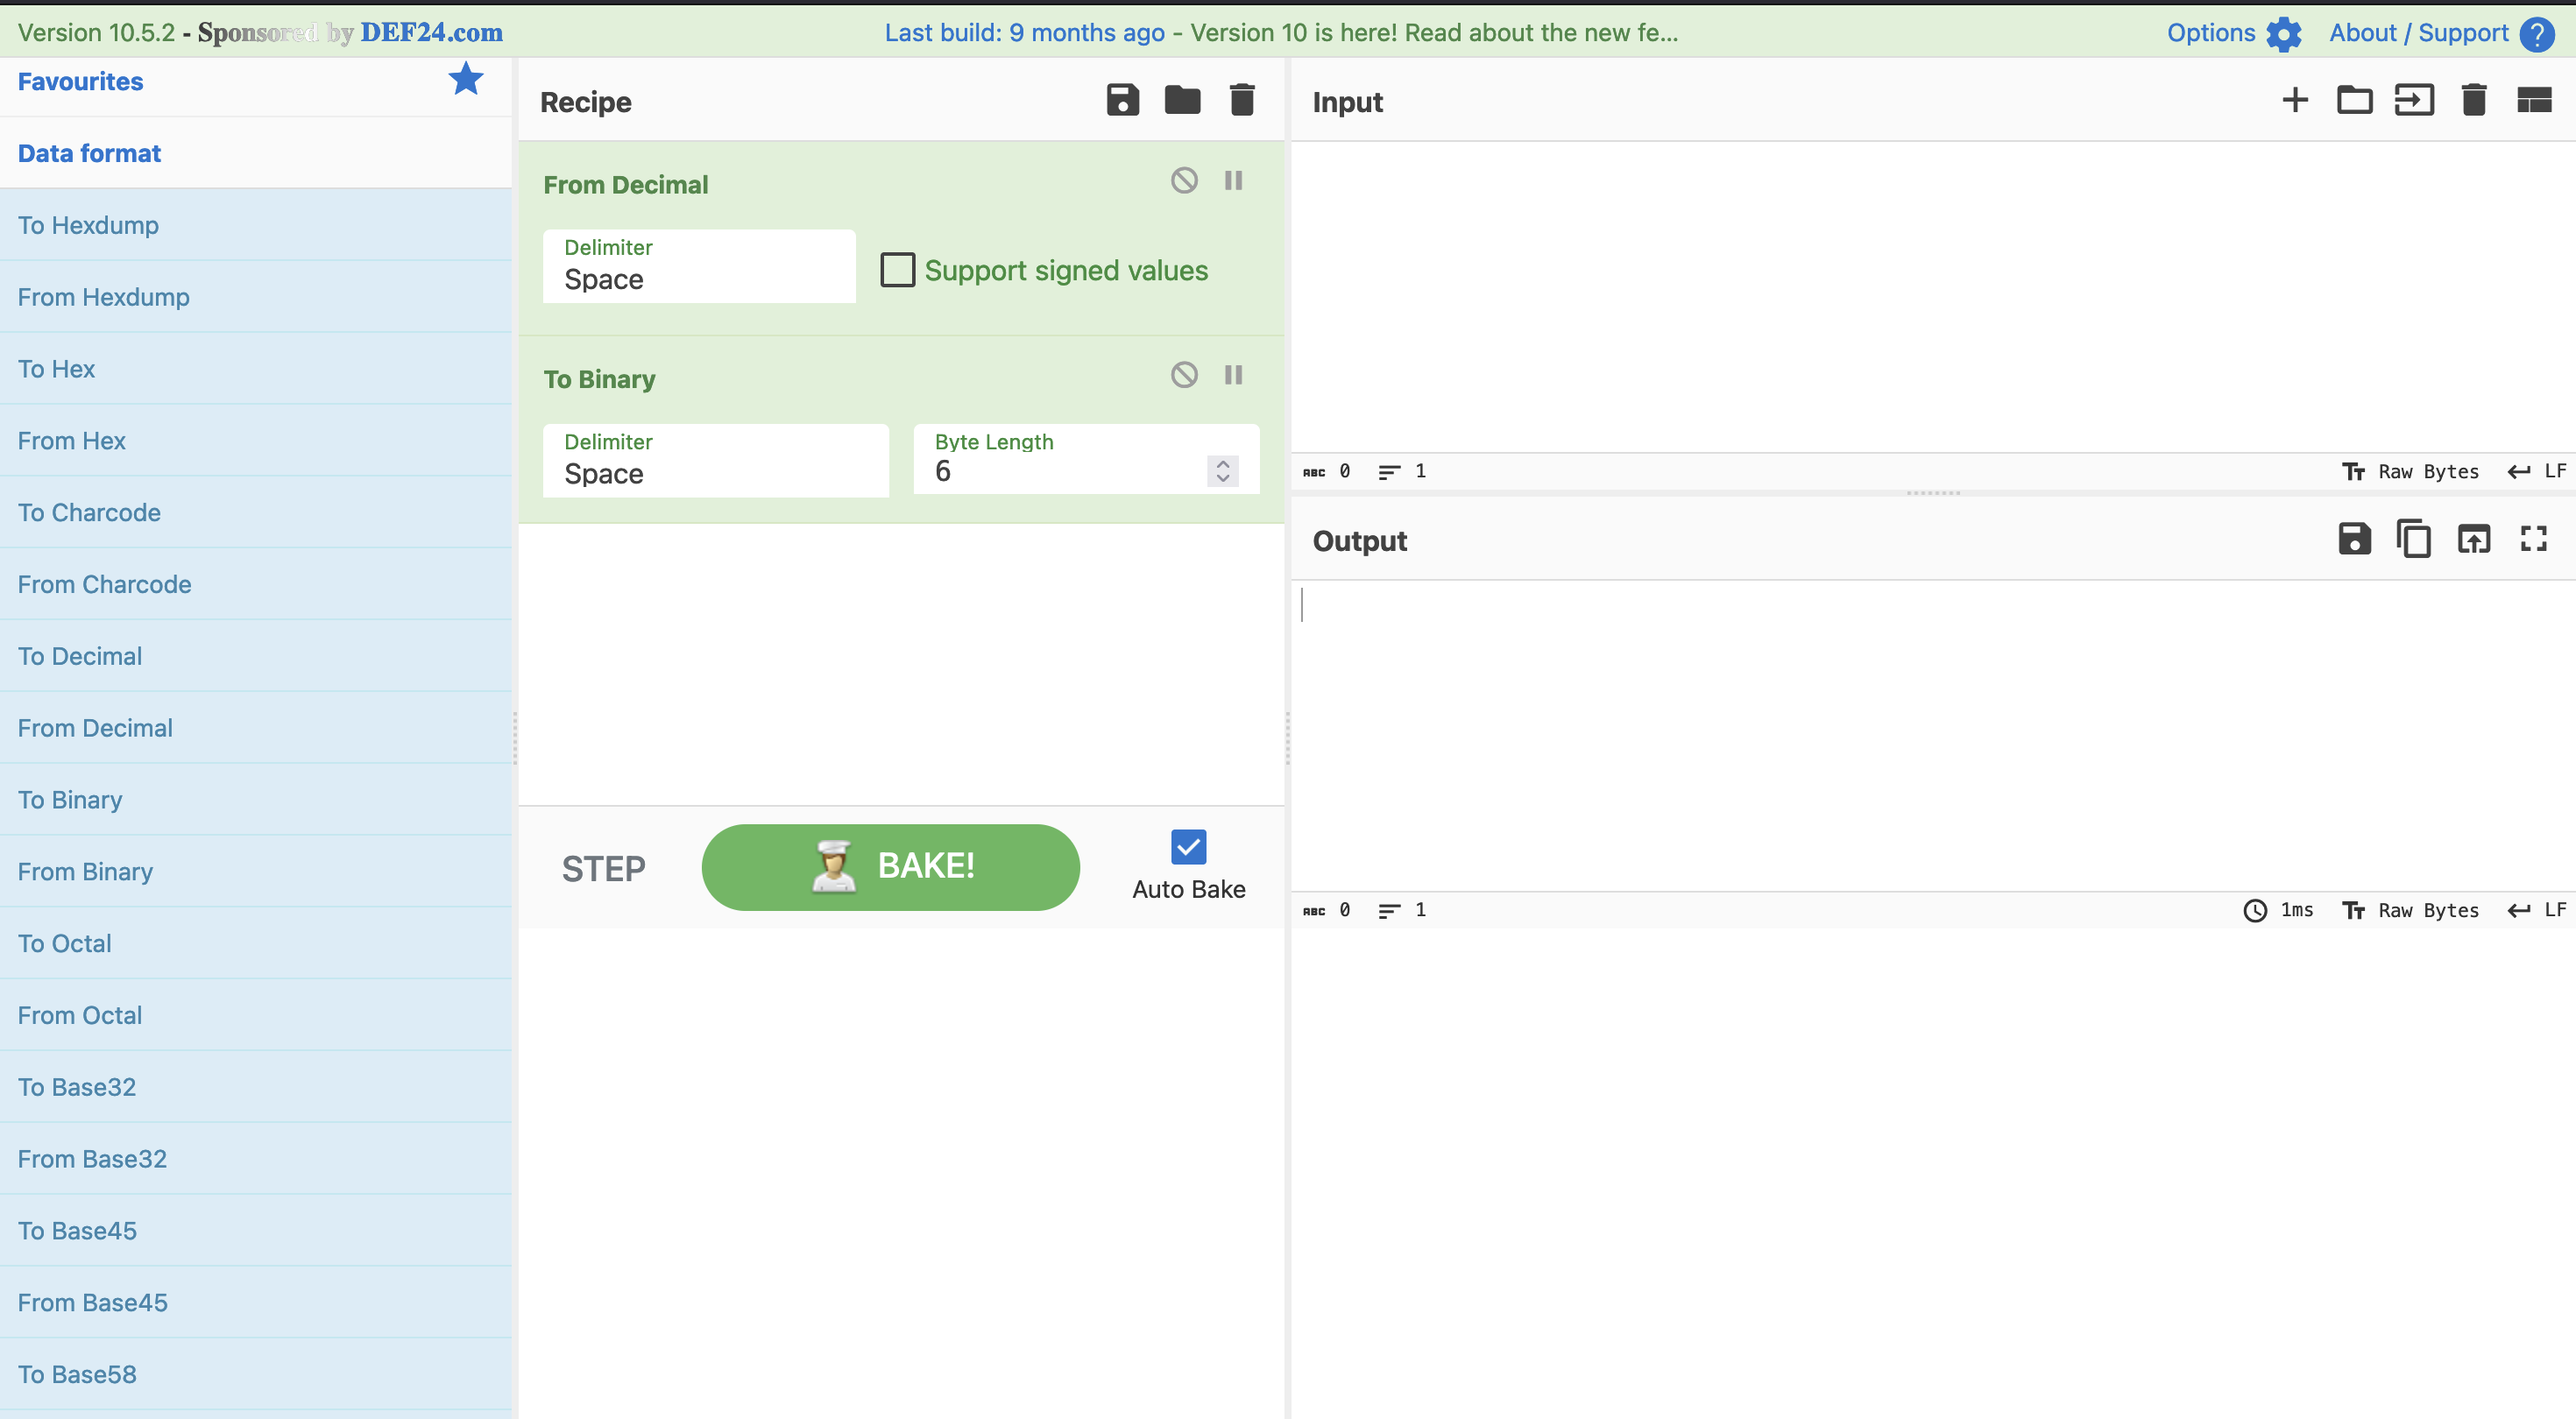 Version 10.5.2 - Sponsored by DEF24.com
Last build: 9 months ago - Version 10 is here! Read about the new fe...
Options
About / Support
Favourites
Data format
To Hexdump
From Hexdump
To Hex
From Hex
To Charcode
From Charcode
To Decimal
From Decimal
To Binary
From Binary
To Octal
From Octal
To Base32
From Base32
To Base45
From Base45
To Base58
Recipe
From Decimal
Delimiter
Space
Support signed values
To Binary
Delimiter
Space
Byte Length
6
STEP
BAKE!
Auto Bake
Input
ABC 0 1
Raw Bytes LF
Output
ABC 0 1
1ms Raw Bytes LF